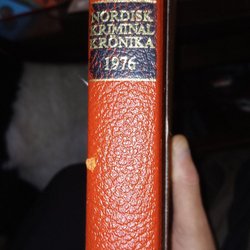 NORDISK
KRIMINAL
KRÖNIKA
1976